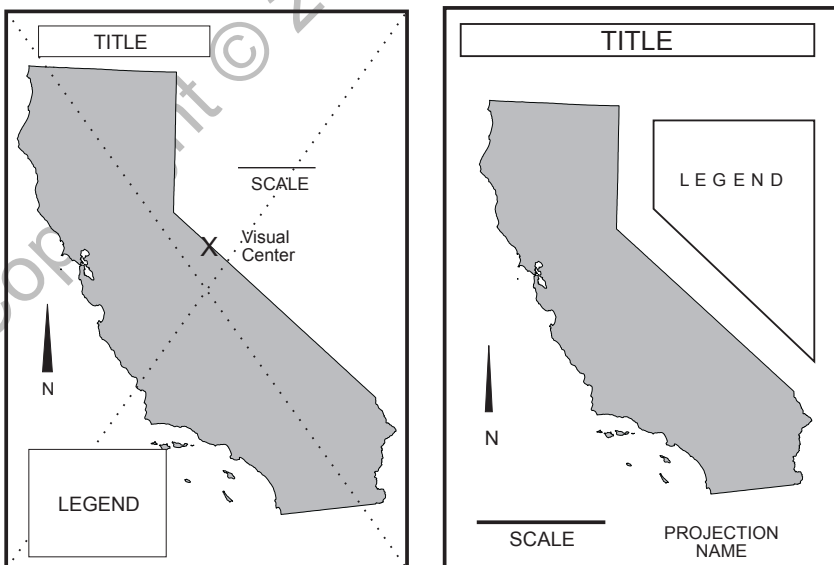 TITLE
SCALE
X
Visual
Center
N
LEGEND
TITLE
LEGEND
N
SCALE
PROJECTION
NAME